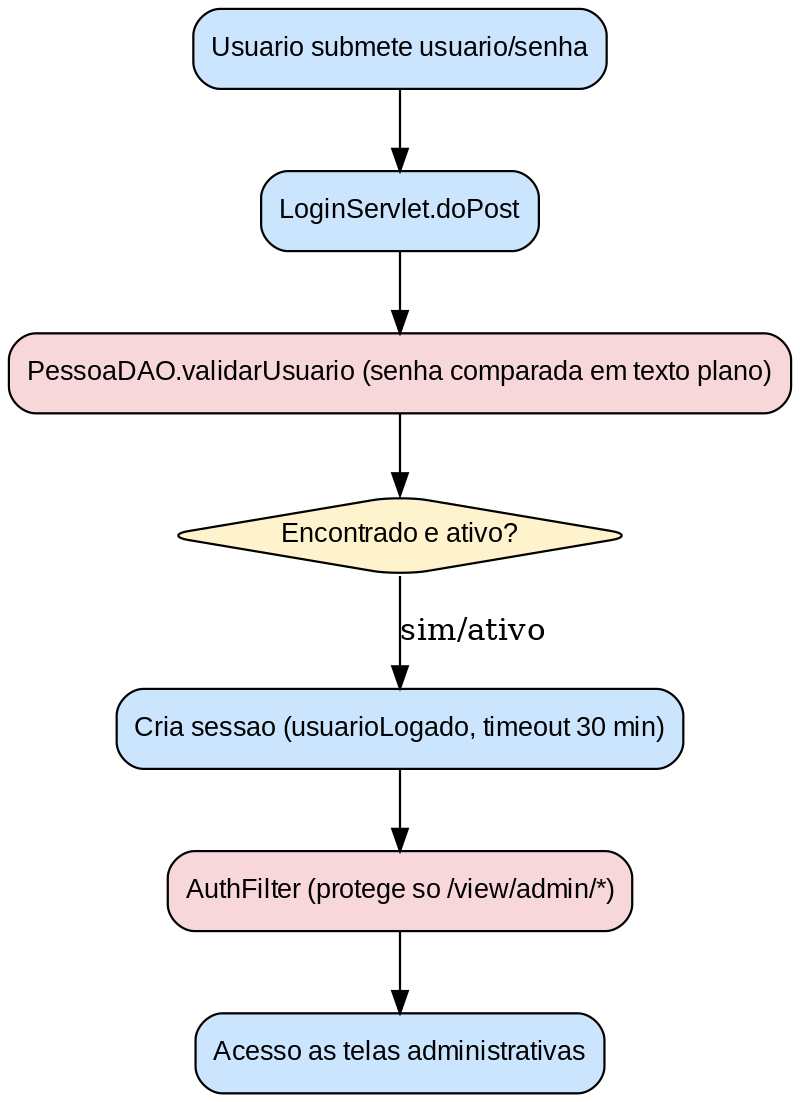 Usuario submete usuario/senha
LoginServlet.doPost
PessoaDAO.validarUsuario (senha comparada em texto plano)
Encontrado e ativo?
sim/ativo
Cria sessao (usuarioLogado, timeout 30 min)
AuthFilter (protege so /view/admin/*)
Acesso as telas administrativas